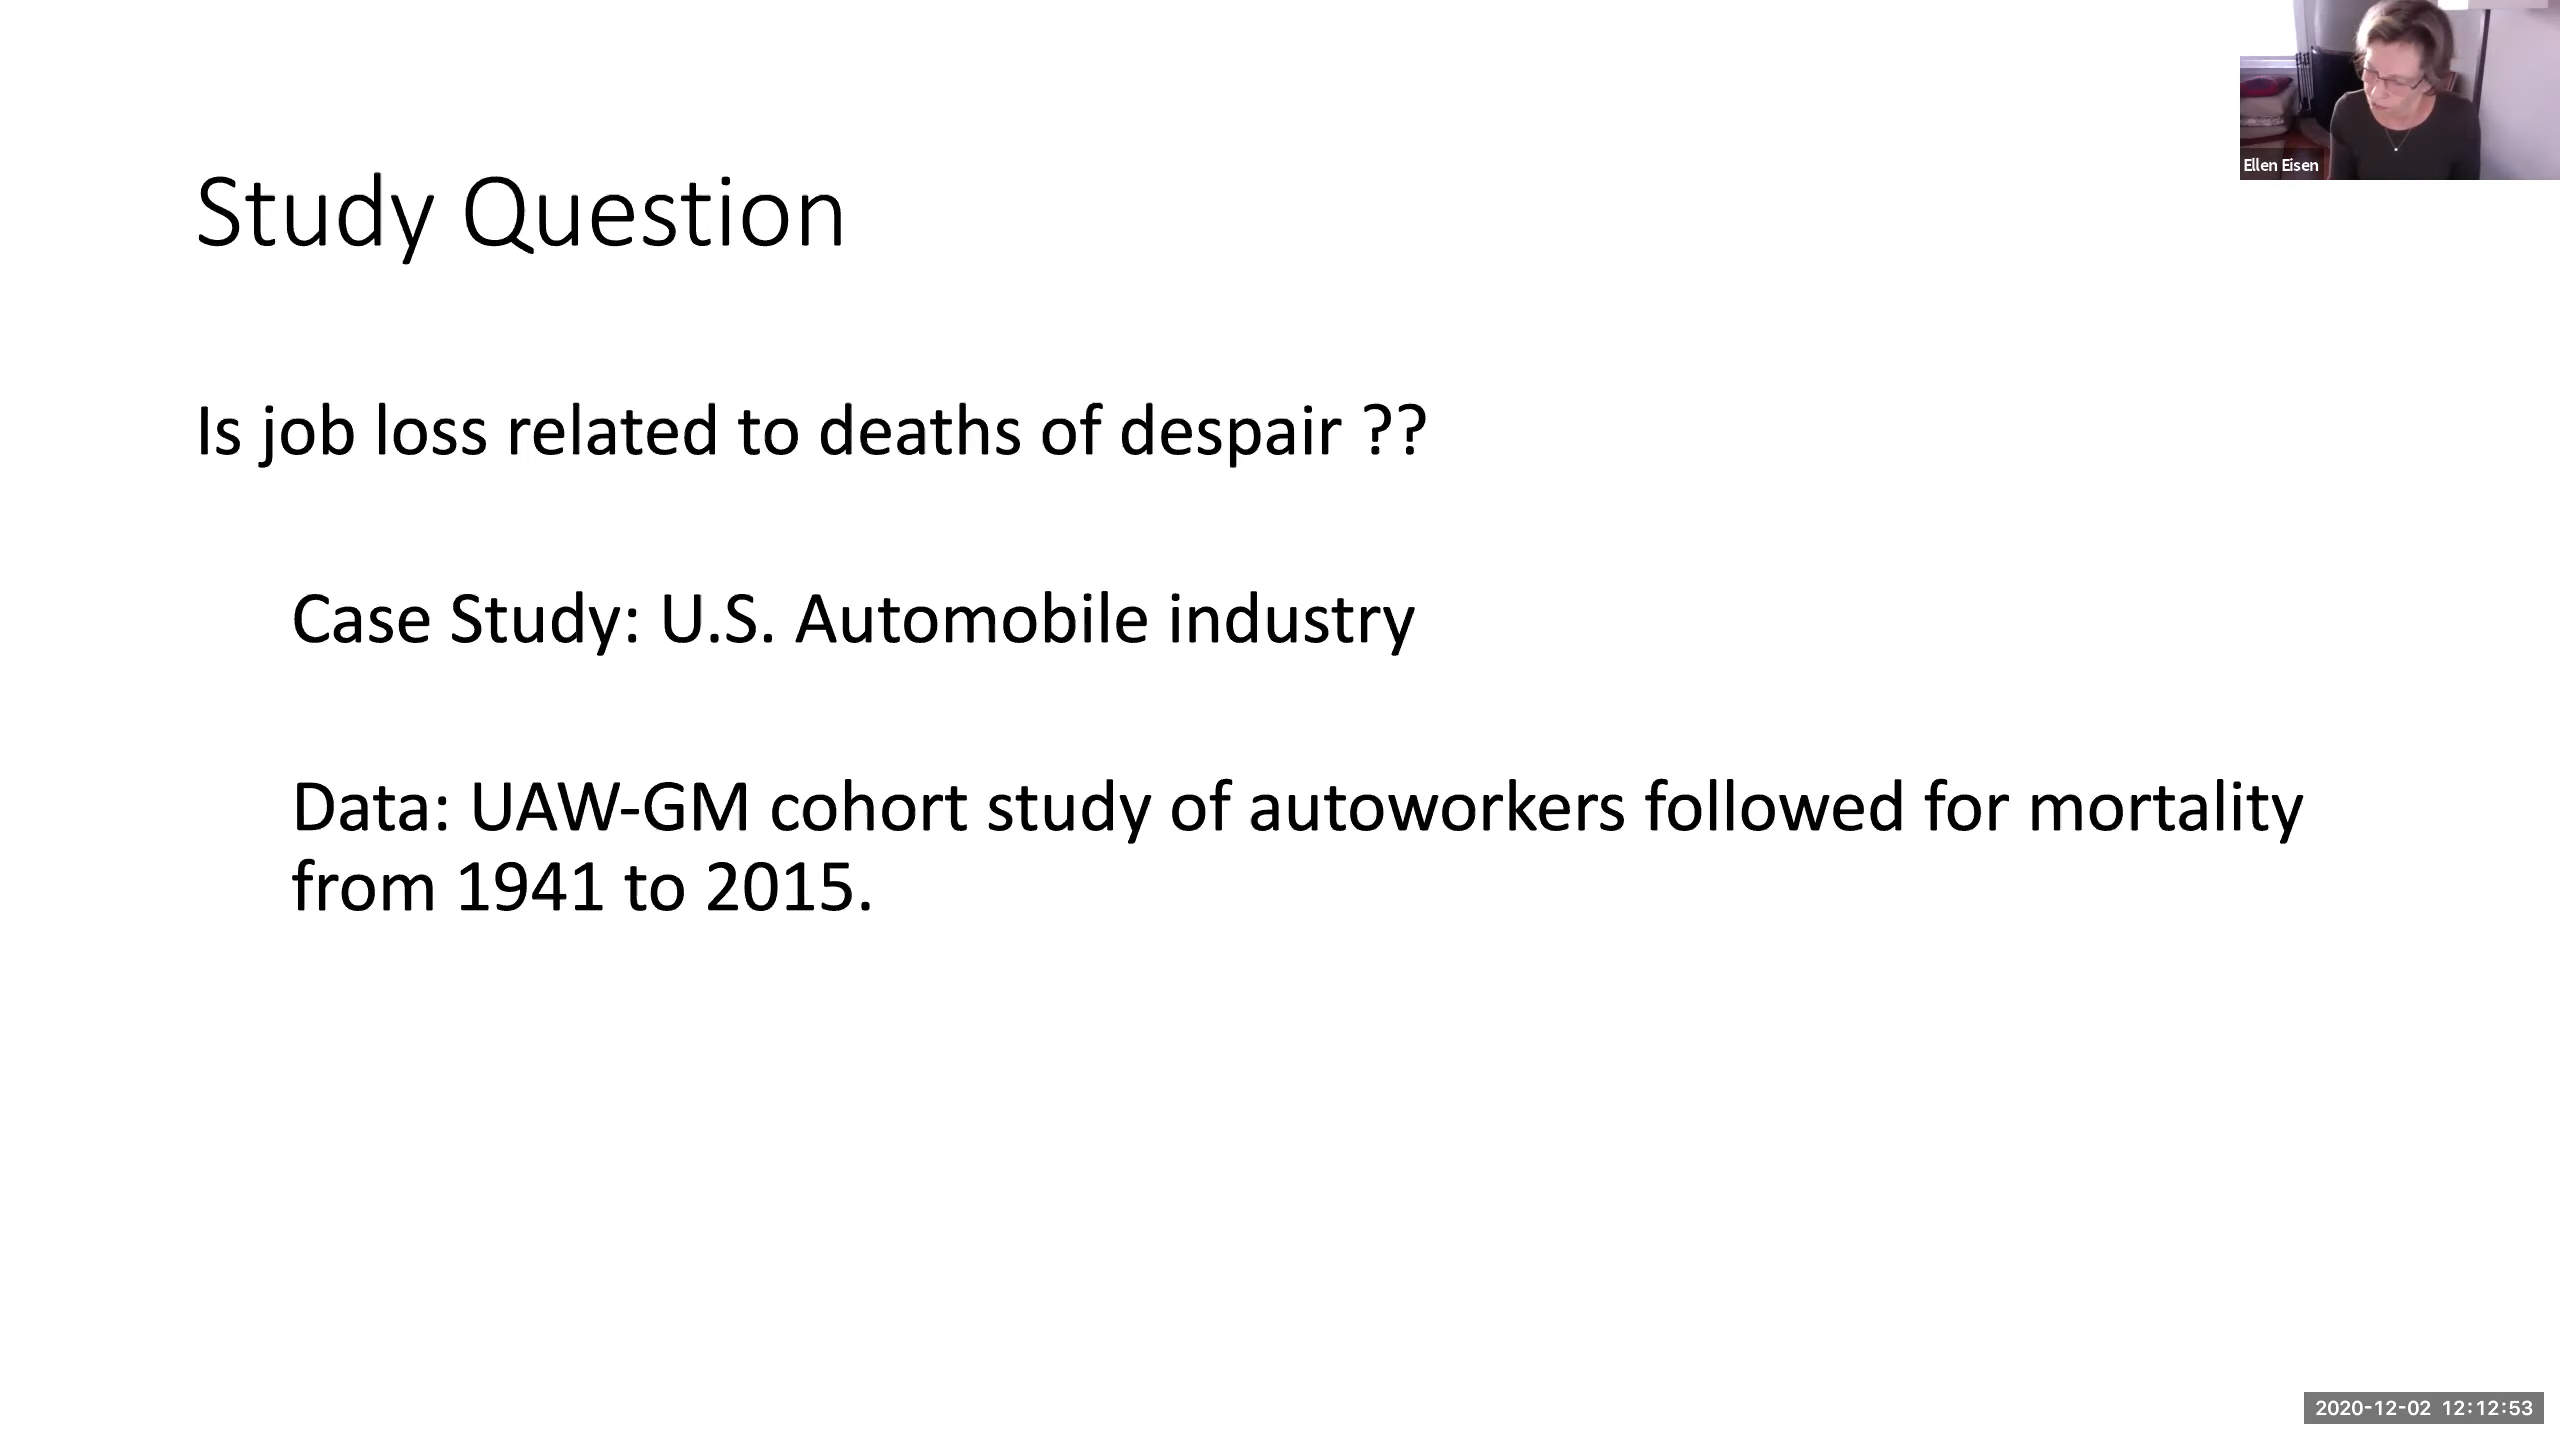 Ellen Eisen
Study Question
Is job loss related to deaths of despair ??
Case Study: U.S. Automobile industry
Data: UAW-GM cohort study of autoworkers followed for mortality
from 1941 to 2015.
2020-12-02 12:12:53